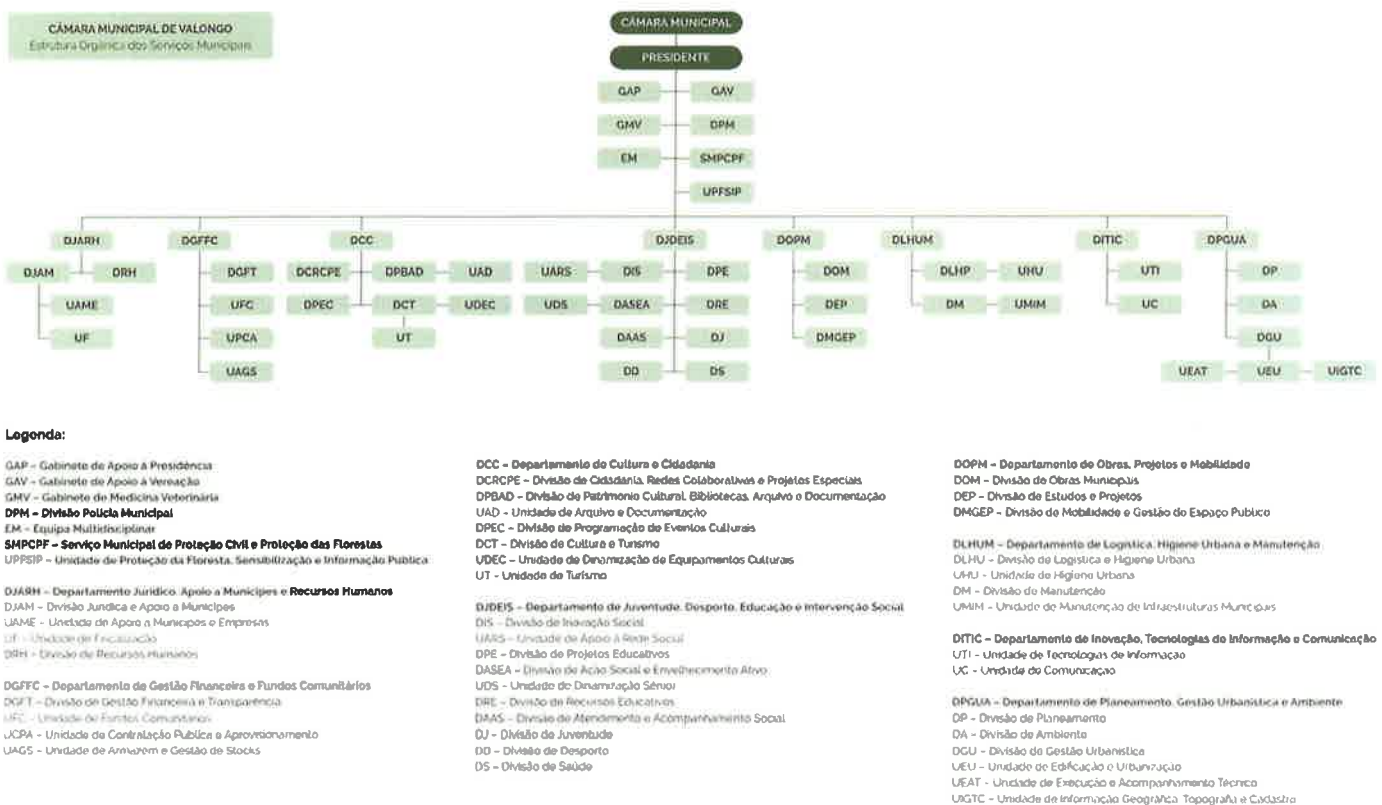 CÂMARA MUNICIPAL DE VALONGO
Estrutura Orgânica dos Serviços Municipais
CÂMARA MUNICIPAL
PRESIDENTE
GAP
GAV
GMV
DPM
EM
SMPCPF
UPFSIP
DJARH
DGFFC
DCC
DJDEIS
DOPM
DLHUM
DITIC
DPGUA
DJAM
DRH
DGFT
DCRCPE
DPBAD
UAD
UARS
DIS
DPE
DOM
DLHP
UHU
UTI
DP
UAME
UFC
DPEC
DCT
UDEC
UDS
DASEA
DRE
DEP
DM
UMIM
UC
DA
UF
UPCA
UT
DAAS
DJ
DMGEP
DGU
UAGS
DD
DS
UEAT
UEU
UIGTC
Legenda:
GAP – Gabinete de Apoio à Presidência
GAV – Gabinete de Apoio à Vereação
GMV – Gabinete de Medicina Veterinária
DPM – Divisão Polícia Municipal
EM – Equipa Multidisciplinar
SMPCPF – Serviço Municipal de Proteção Civil e Proteção das Florestas
UPFSIP – Unidade de Proteção da Floresta, Sensibilização e Informação Pública
DJARH – Departamento Jurídico, Apoio a Munícipes e Recursos Humanos
DJAM – Divisão Jurídica e Apoio a Munícipes
UAME – Unidade de Apoio a Munícipes e Empresas
UF – Unidade de Fiscalização
DRH – Divisão de Recursos Humanos
DGFFC – Departamento de Gestão Financeira e Fundos Comunitários
DGFT – Divisão de Gestão Financeira e Transparência
UFC – Unidade de Fundos Comunitários
UCPA – Unidade de Contratação Pública e Aprovisionamento
UAGS – Unidade de Armazém e Gestão de Stocks
DCC – Departamento de Cultura e Cidadania
DCRCPE – Divisão de Cidadania, Redes Colaborativas e Projetos Especiais
DPBAD – Divisão de Património Cultural, Bibliotecas, Arquivo e Documentação
UAD – Unidade de Arquivo e Documentação
DPEC – Divisão de Programação de Eventos Culturais
DCT – Divisão de Cultura e Turismo
UDEC – Unidade de Dinamização de Equipamentos Culturais
UT – Unidade de Turismo
DJDEIS – Departamento de Juventude, Desporto, Educação e Intervenção Social
DIS – Divisão de Inovação Social
UARS – Unidade de Apoio à Rede Social
DPE – Divisão de Projetos Educativos
DASEA – Divisão de Ação Social e Envelhecimento Ativo
UDS – Unidade de Dinamização Sénior
DRE – Divisão de Recursos Educativos
DAAS – Divisão de Atendimento e Acompanhamento Social
DJ – Divisão de Juventude
DD – Divisão de Desporto
DS – Divisão de Saúde
DOPM – Departamento de Obras, Projetos e Mobilidade
DOM – Divisão de Obras Municipais
DEP – Divisão de Estudos e Projetos
DMGEP – Divisão de Mobilidade e Gestão do Espaço Público
DLHUM – Departamento de Logística, Higiene Urbana e Manutenção
DLHU – Divisão de Logística e Higiene Urbana
UHU – Unidade de Higiene Urbana
DM – Divisão de Manutenção
UMIM – Unidade de Manutenção de Infraestruturas Municipais
DITIC – Departamento de Inovação, Tecnologias de Informação e Comunicação
UTI – Unidade de Tecnologias de Informação
UC – Unidade de Comunicação
DPGUA – Departamento de Planeamento, Gestão Urbanística e Ambiente
DP – Divisão de Planeamento
DA – Divisão de Ambiente
DGU – Divisão de Gestão Urbanística
UEU – Unidade de Edificação e Urbanização
UEAT – Unidade de Execução e Acompanhamento Técnico
UIGTC – Unidade de Informação Geográfica, Topografia e Cadastro